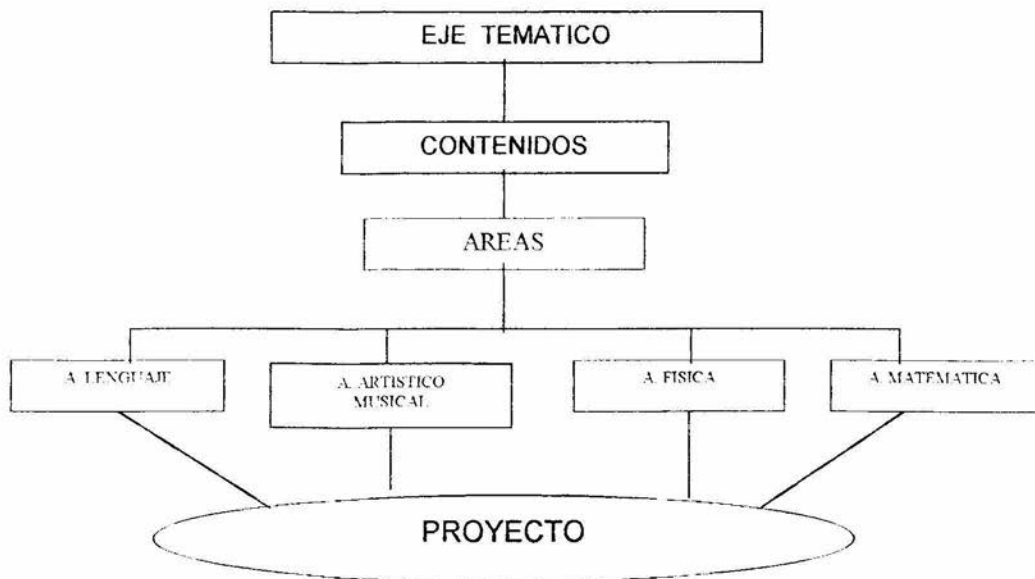 EJE TEMATICO
CONTENIDOS
AREAS
A. LENGUAJE
A. ARTISTICO
MUSICAL
A. FISICA
A. MATEMATICA
PROYECTO